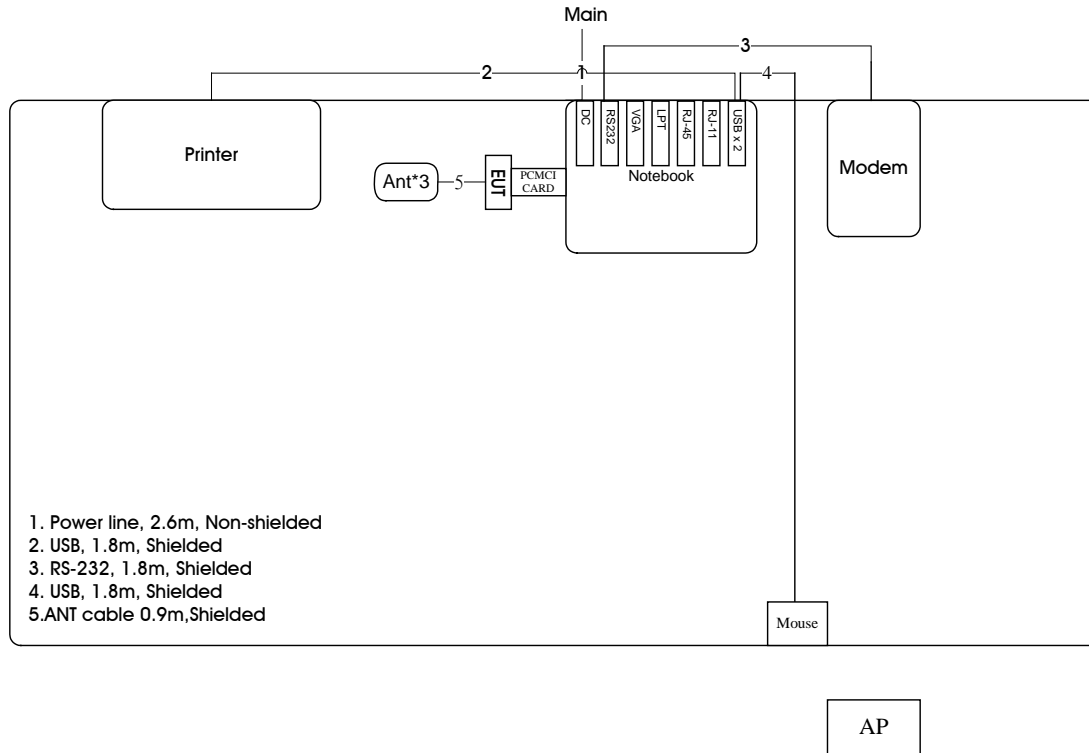 Main
3
2
1
4
Printer
DC
RS232
VGA
LPT
RJ-45
RJ-11
USB x 2
Notebook
Modem
Ant*3
5
EUT
PCMCI
CARD
1. Power line, 2.6m, Non-shielded
2. USB, 1.8m, Shielded
3. RS-232, 1.8m, Shielded
4. USB, 1.8m, Shielded
5.ANT cable 0.9m,Shielded
Mouse
AP